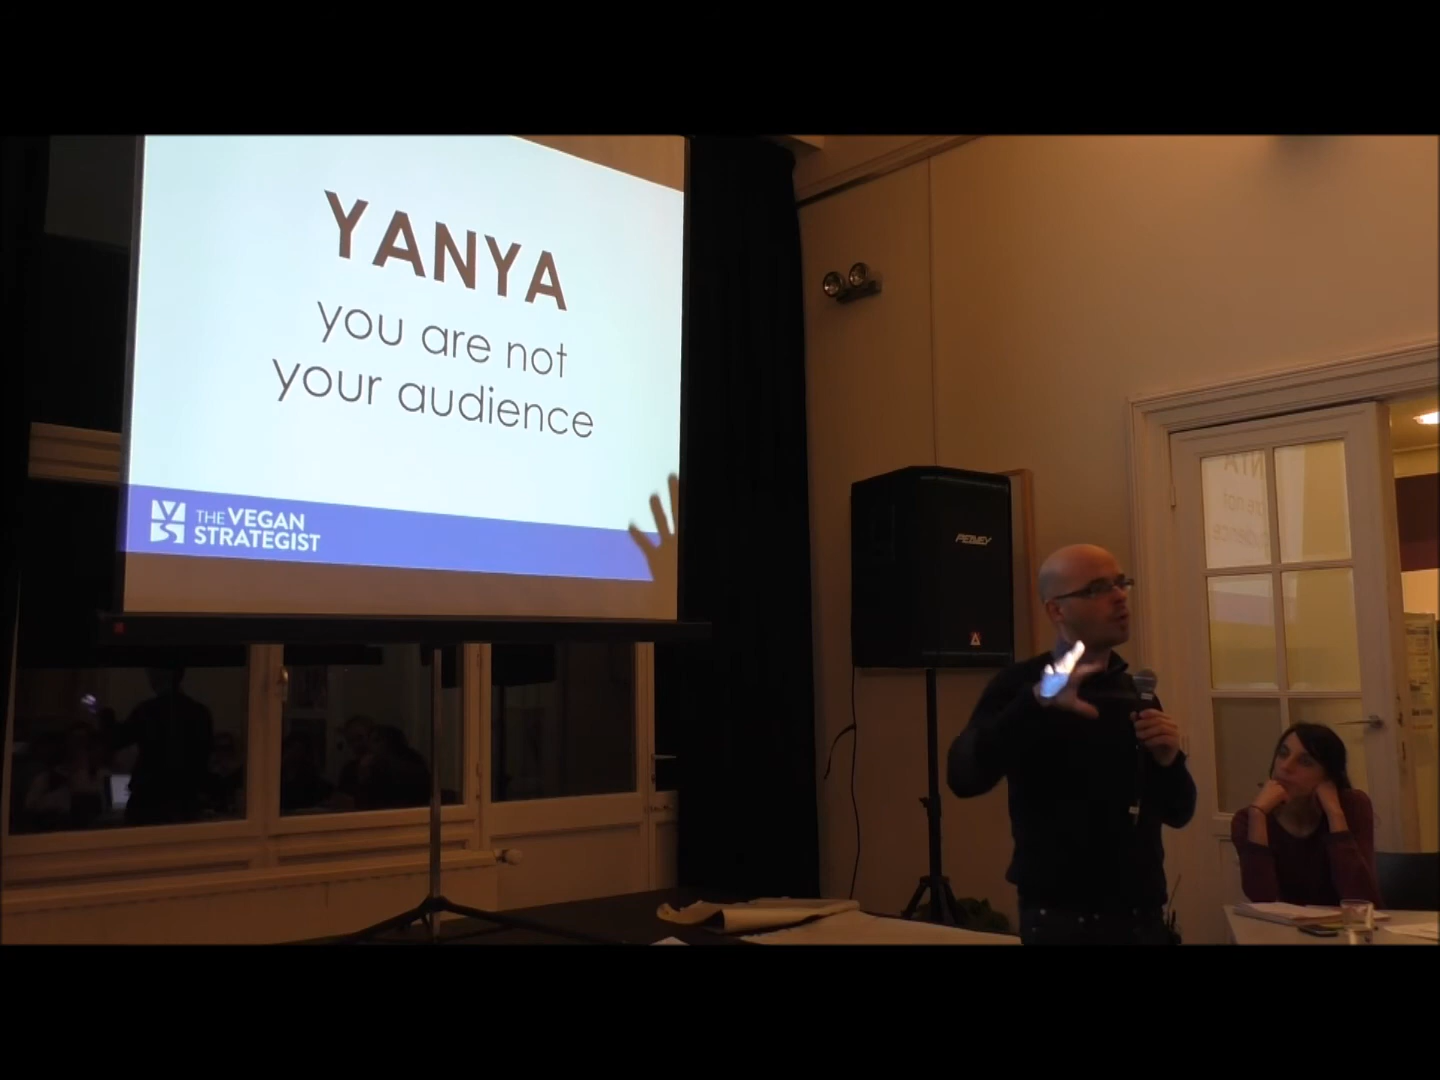 YANYA
you are not
your audience
THE VEGAN
STRATEGIST
PEAVEY